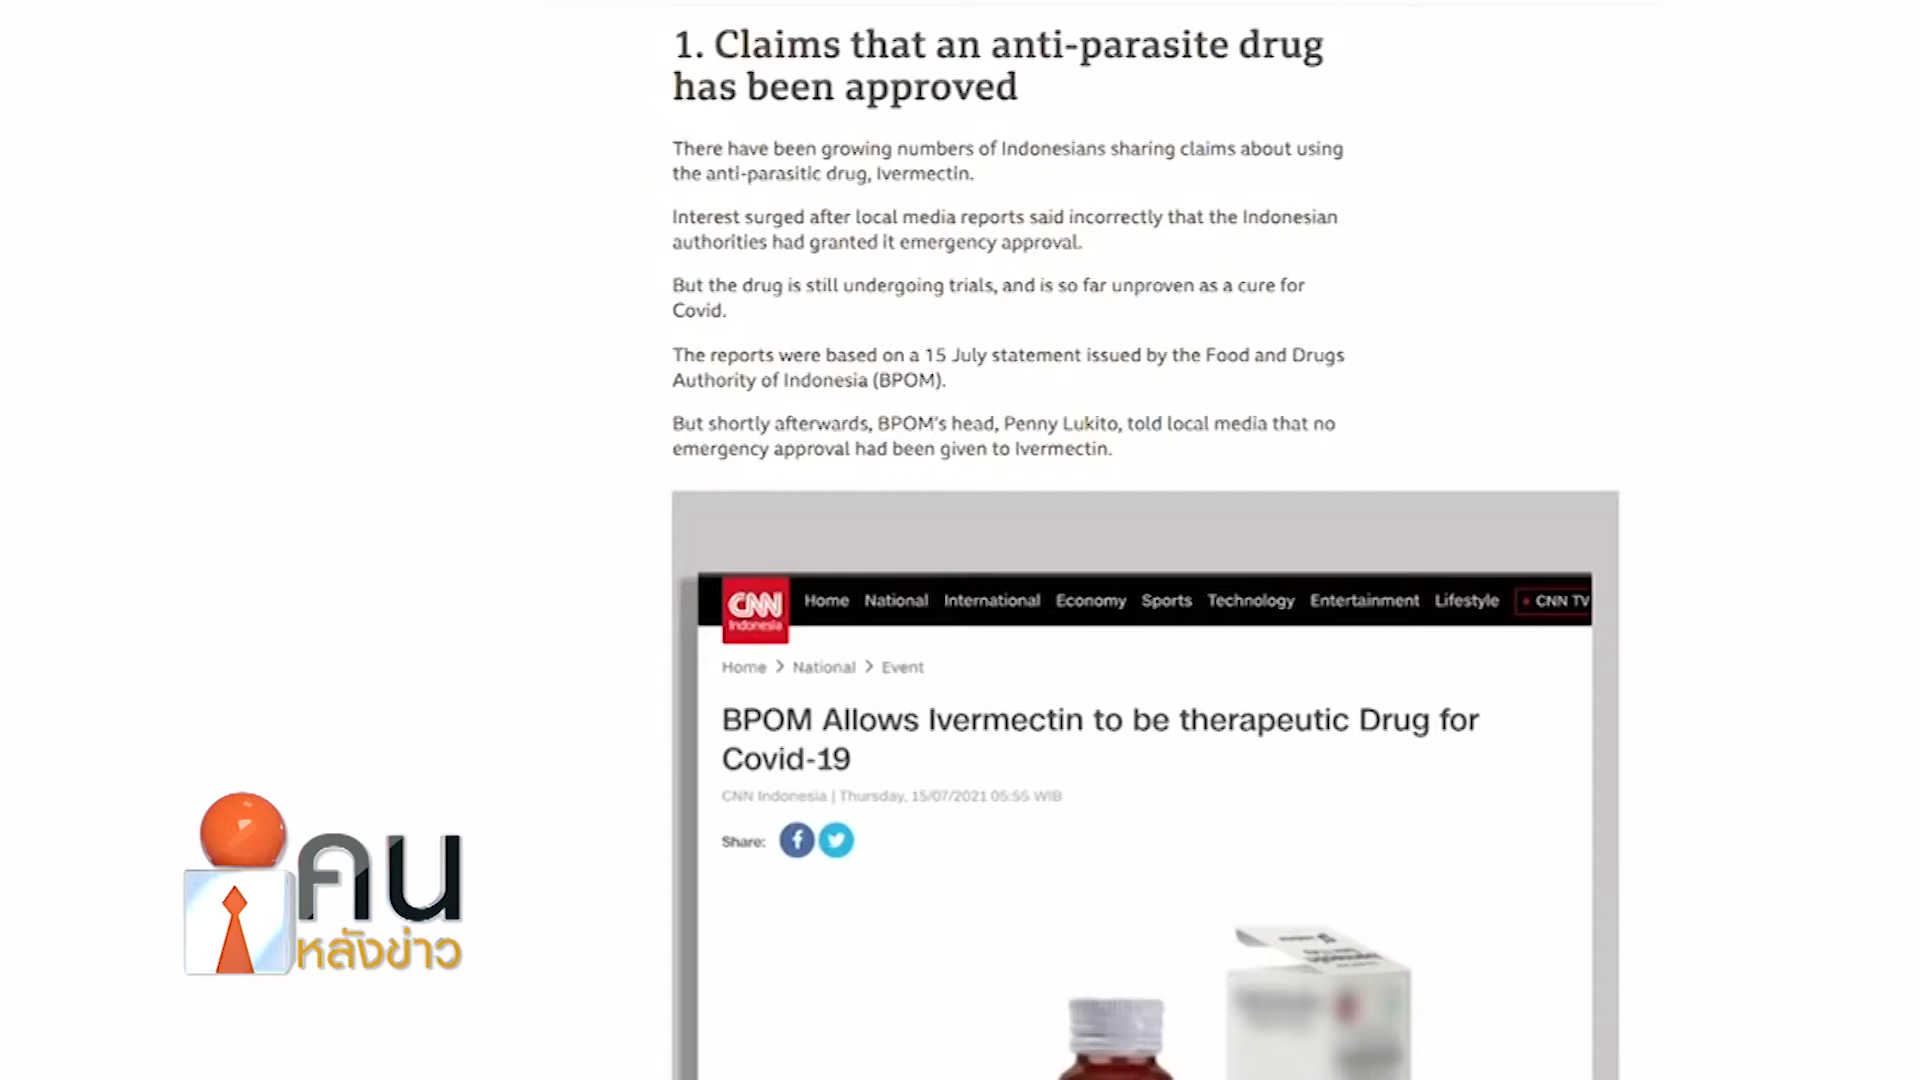 1. Claims that an anti-parasite drug
has been approved
There have been growing numbers of Indonesians sharing claims about using
the anti-parasitic drug, Ivermectin.
Interest surged after local media reports said incorrectly that the Indonesian
authorities had granted it emergency approval.
But the drug is still undergoing trials, and is so far unproven as a cure for
Covid.
The reports were based on a 15 July statement issued by the Food and Drugs
Authority of Indonesia (BPOM).
But shortly afterwards, BPOM's head, Penny Lukito, told local media that no
emergency approval had been given to Ivermectin.
CNN
Indonesia
Home National International Economy Sports Technology Entertainment Lifestyle CNN TV
Home > National > Event
BPOM Allows Ivermectin to be therapeutic Drug for
Covid-19
CNN Indonesia | Thursday, 15/07/2021 05:55 WIB
Share:
คน
หลังข่าว